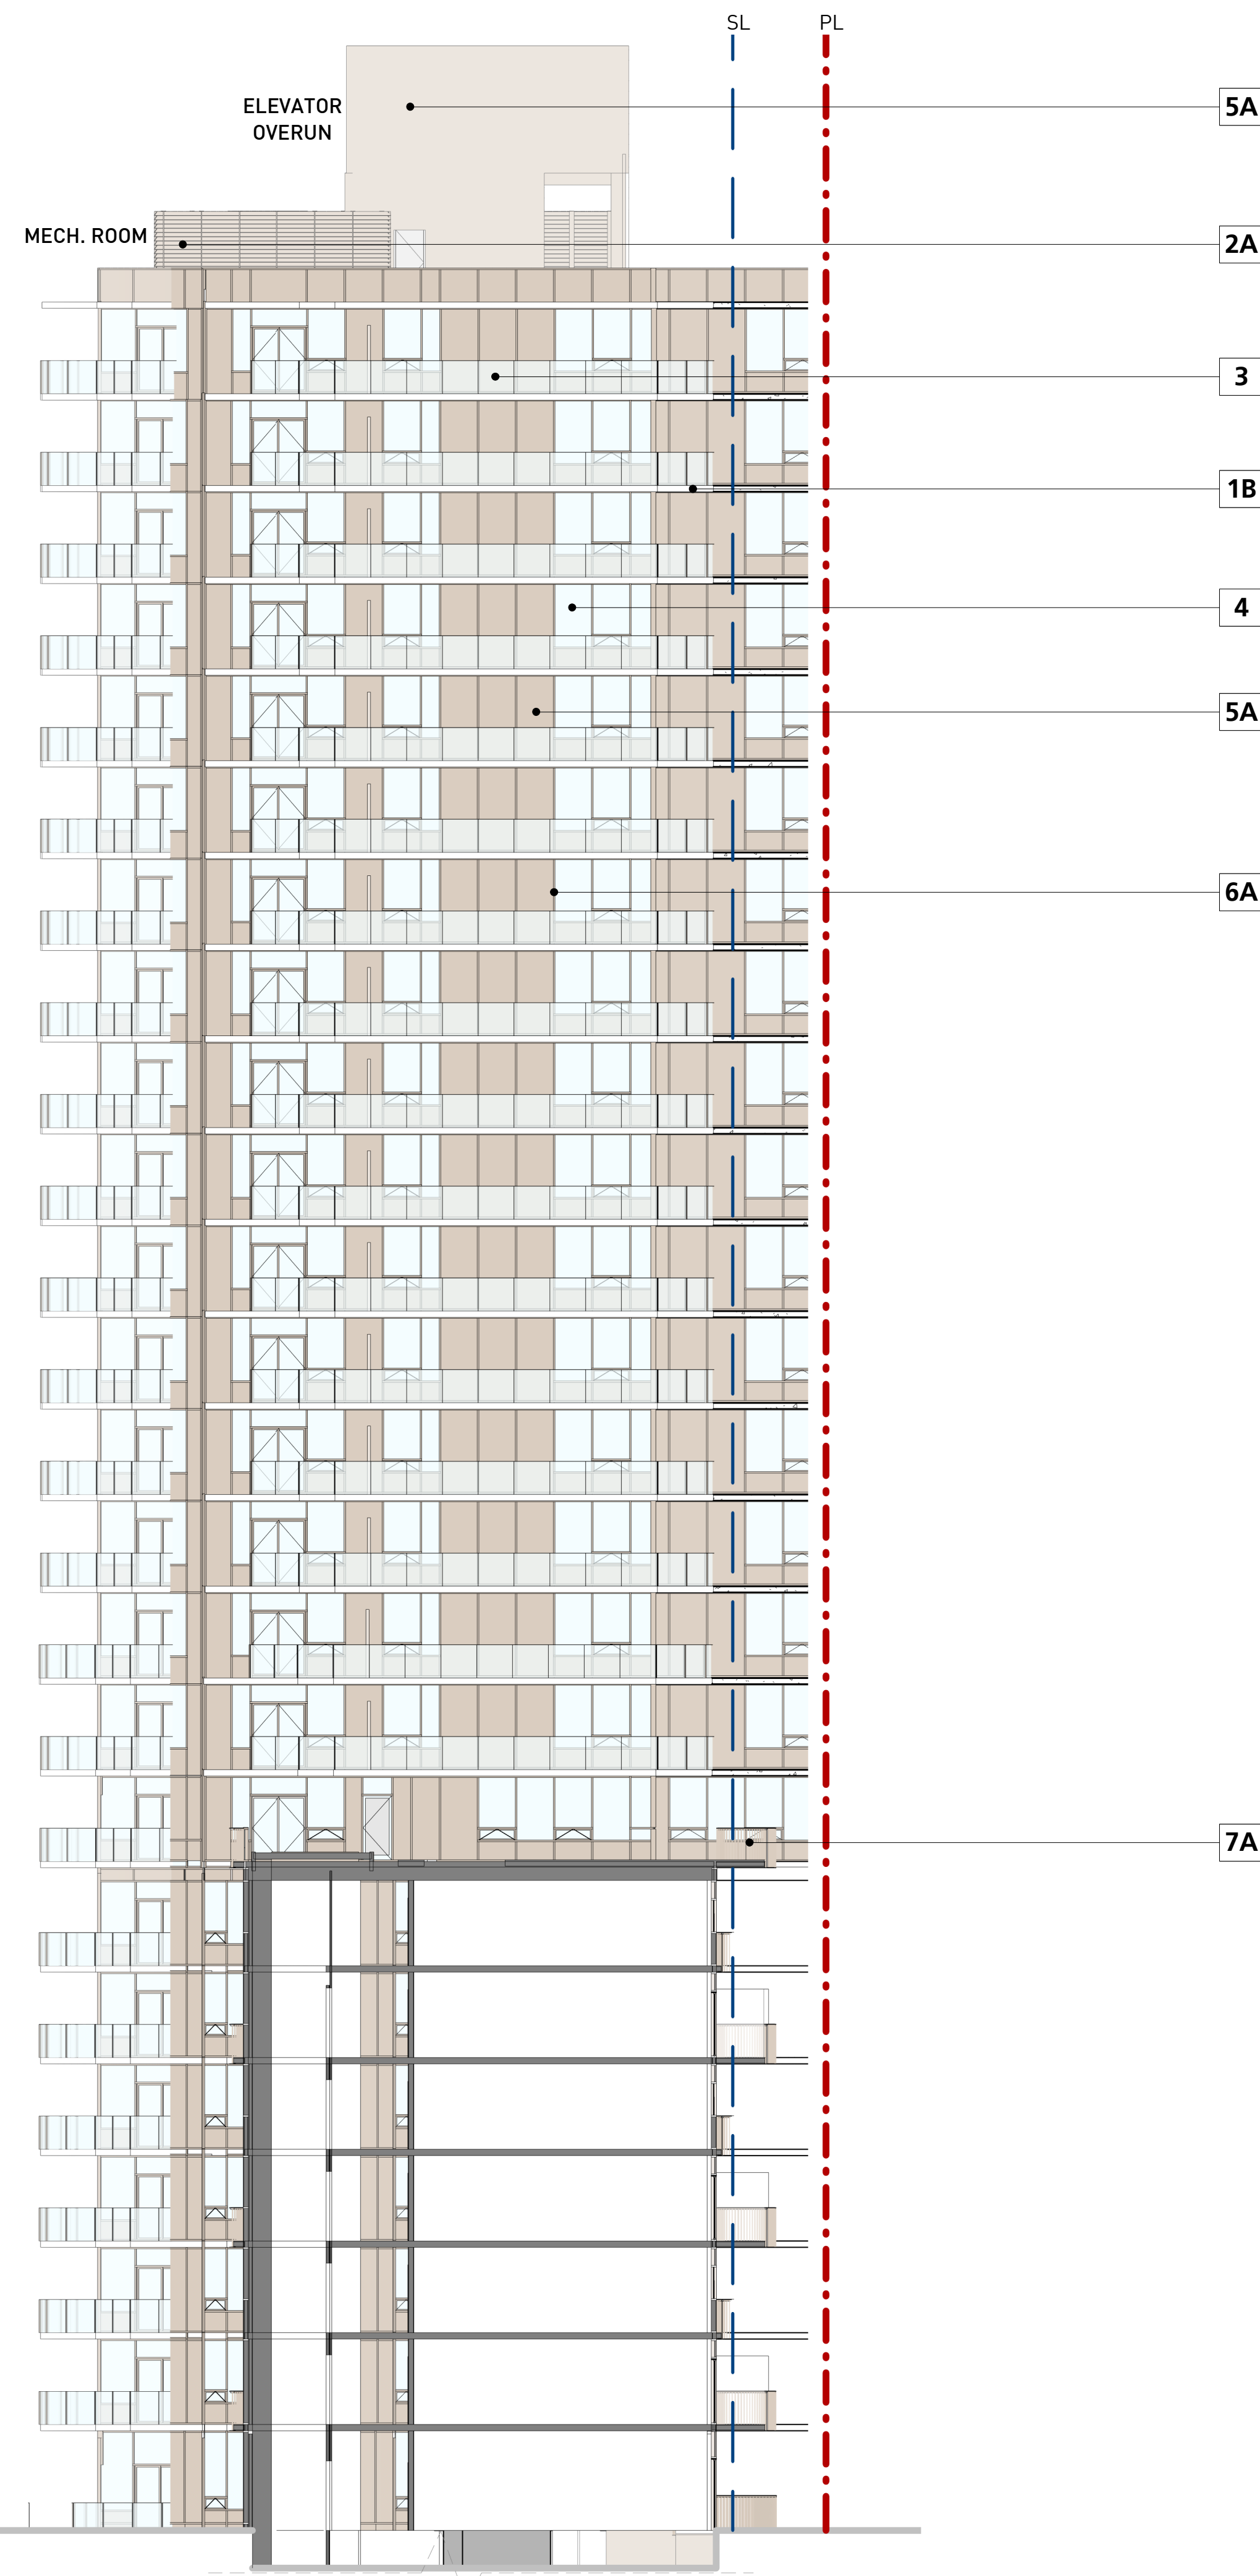 SL PL
5A
ELEVATOR
OVERUN
MECH. ROOM
2A
3
1B
4
5A
6A
7A